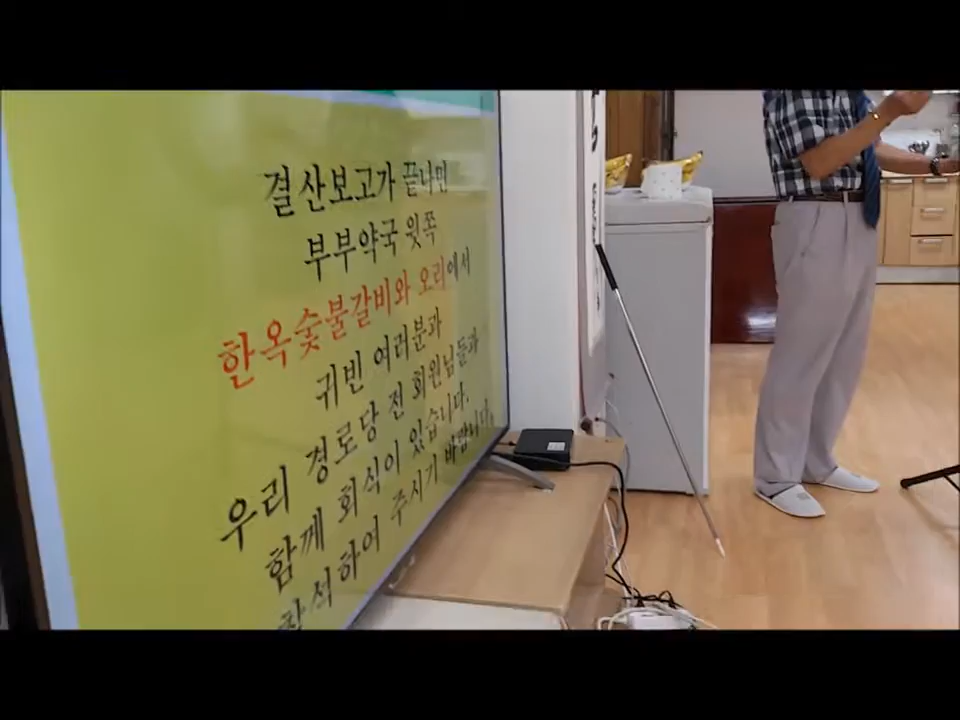 결산보고가 끝나면
부부약국 윗쪽
한옥숯불갈비와 오리에서
귀빈 여러분과
우리 경로당 전 회원님들과
함께 회식이 있습니다.
참석하여 주시기 바랍니다.